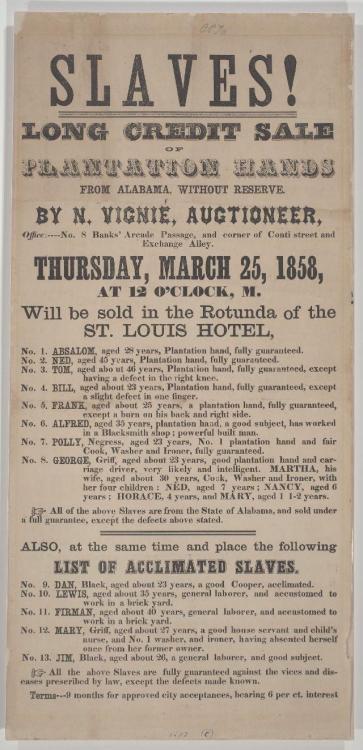 SLAVES!
LONG CREDIT SALE
OF
PLANTATION HANDS
FROM ALABAMA, WITHOUT RESERVE.
BY N. VIGNIÉ, AUCTIONEER,
Office:----No. 8 Banks' Arcade Passage, and corner of Conti street and
Exchange Alley.
THURSDAY, MARCH 25, 1858,
AT 12 O'CLOCK, M.
Will be sold in the Rotunda of the
ST. LOUIS HOTEL,
No. 1. ABSALOM, aged 28 years, Plantation hand, fully guaranteed.
No. 2. NED, aged 45 years, Plantation hand, fully guaranteed.
No. 3. TOM, aged abo ut 46 years, Plantation hand, fully guaranteed, except
having a defect in the right knee.
No. 4. BILL, aged about 23 years, Plantation hand, fully guaranteed, except
a slight defect in one finger.
No. 5, FRANK, aged about 25 years, a plantation hand, fully guaranteed,
except a burn on his back and right side.
No. 6. ALFRED, aged 35 years, plantation hand, a good subject, has worked
in a Blacksmith shop; powerful built man.
No. 7. POLLY, Negress, aged 23 years, No. 1 plantation hand and fair
Cook, Washer and Ironer, fully guaranteed.
No. 8. GEORGE, Griff, aged about 23 years, good plantation hand and car-
riage driver, very likely and intelligent. MARTHA, his
wife, aged about 30 years, Cook, Washer and Ironer, with
her four children: NED, aged 7 years; NANCY, aged 6
years; HORACE, 4 years, and MARY, aged 1 1-2 years.
☞ All of the above Slaves are from the State of Alabama, and sold under
a full guarantee, except the defects above stated.
ALSO, at the same time and place the following
LIST OF ACCLIMATED SLAVES.
No. 9. DAN, Black, aged about 23 years, a good Cooper, acclimated.
No. 10. LEWIS, aged about 35 years, general laborer, and accustomed to
work in a brick yard.
No. 11. FIRMAN, aged about 40 years, general laborer, and accustomed to
work in a brick yard.
No. 12. MARY, Griff, aged about 27 years, a good house servant and child's
nurse, and No. 1 washer, and ironer, having absented herself
once from her former owner.
No. 13. JIM, Black, aged about 26, a general laborer, and good subject.
☞ All the above Slaves are fully guaranteed against the vices and dis-
eases prescribed by law, except the defects made known.
Terms---9 months for approved city acceptances, bearing 6 per ct. interest